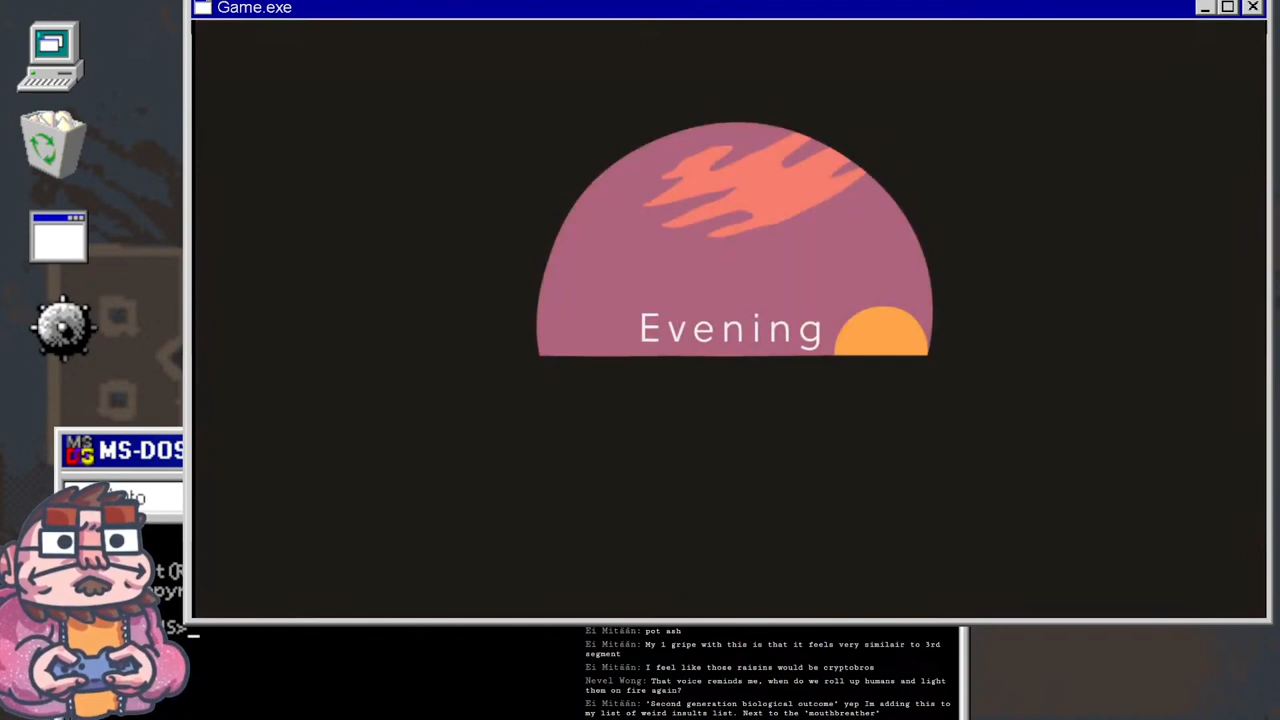 Game.exe
Evening
MS-DOS
MS>
Ei Mitään: pot ash
Ei Mitään: My 1 gripe with this is that it feels very similair to 3rd
segment
Ei Mitään: I feel like those raisins would be cryptobros
Nevel Wong: That voice reminds me, when do we roll up humans and light
them on fire again?
Ei Mitään: "Second generation biological outcome" yep Im adding this to
my list of weird insults list. Next to the "mouthbreather"